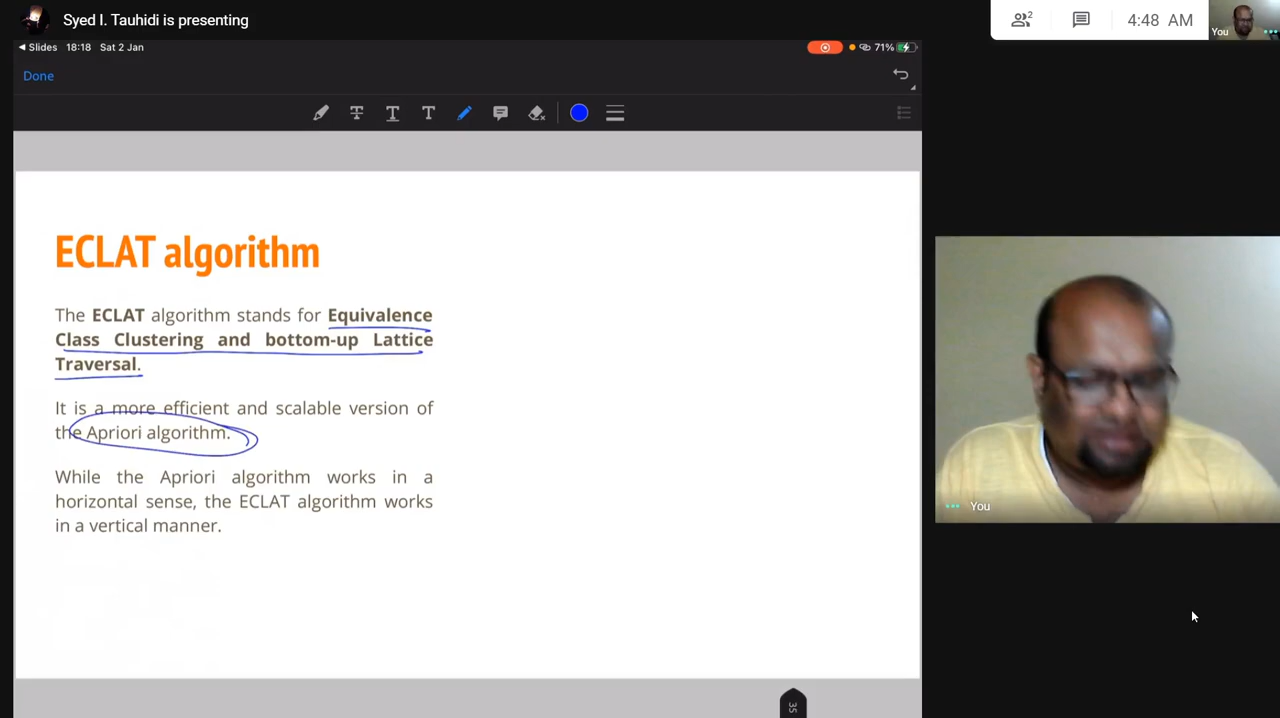 Syed I. Tauhidi is presenting
2
4:48 AM
You
Slides 18:18 Sat 2 Jan
71%
Done
T T T
ECLAT algorithm
The ECLAT algorithm stands for Equivalence
Class Clustering and bottom-up Lattice
Traversal.
It is a more efficient and scalable version of
the Apriori algorithm.
While the Apriori algorithm works in a
horizontal sense, the ECLAT algorithm works
in a vertical manner.
You
35